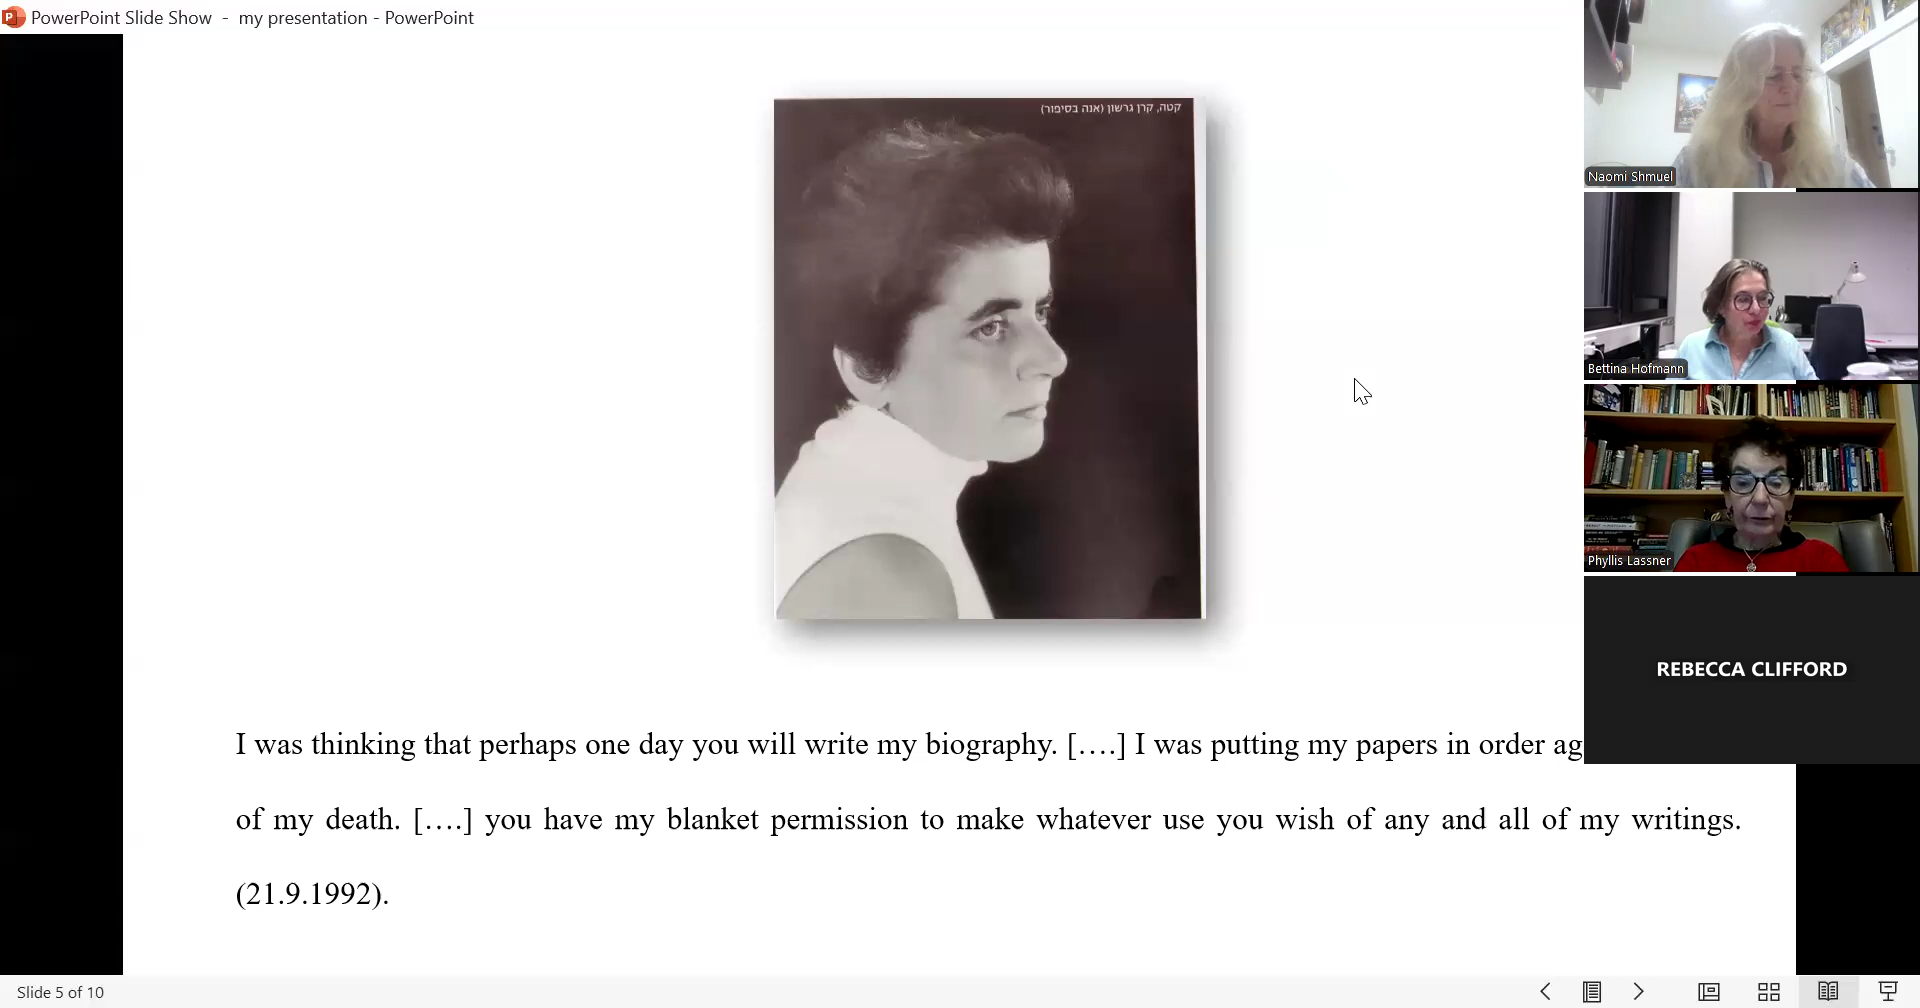 PowerPoint Slide Show - my presentation - PowerPoint
קטה, קרן גרשון (אנה בסיפור)
Naomi Shmuel
Bettina Hofmann
Phyllis Lassner
REBECCA CLIFFORD
I was thinking that perhaps one day you will write my biography. [….] I was putting my papers in order
of my death. [….] you have my blanket permission to make whatever use you wish of any and all of my writings.
(21.9.1992).
Slide 5 of 10